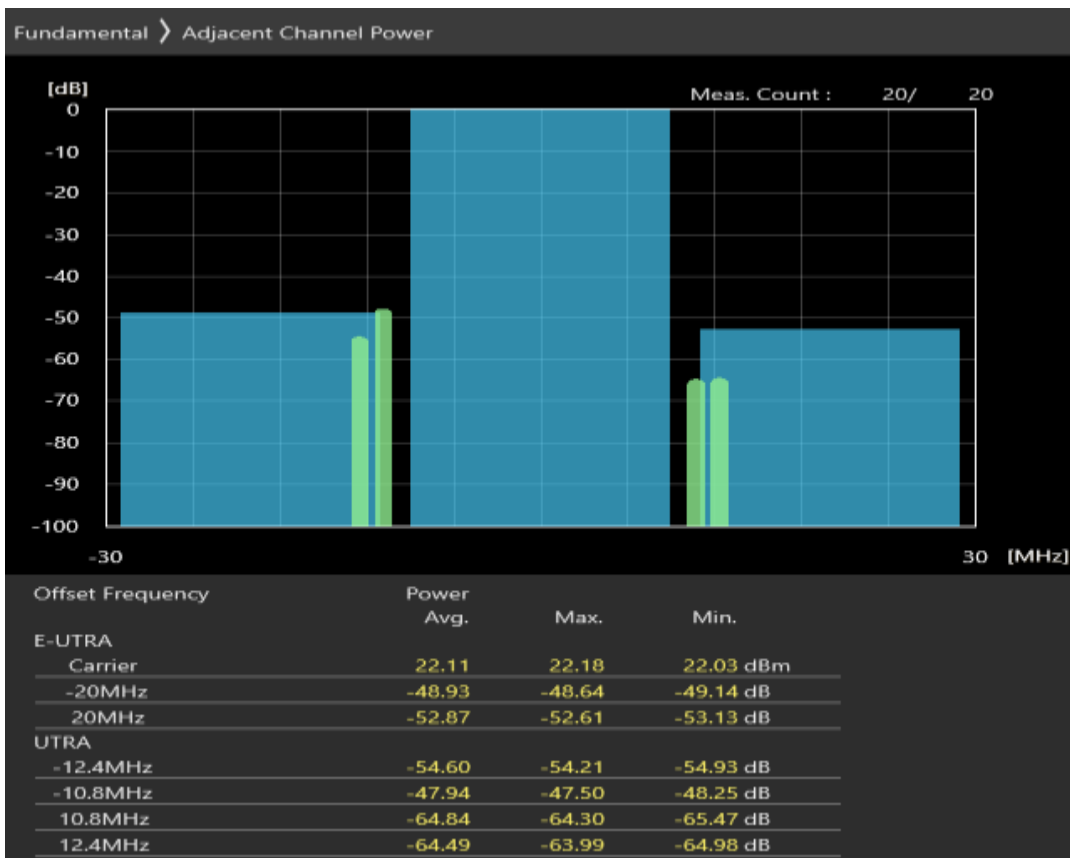 Fundamental 〉 Adjacent Channel Power
[dB]
Meas. Count : 20/ 20
0
-10
-20
-30
-40
-50
-60
-70
-80
-90
-100
-30 30 [MHz]
Offset Frequency Power
Avg. Max. Min.
E-UTRA
Carrier 22.11 22.18 22.03 dBm
-20MHz -48.93 -48.64 -49.14 dB
20MHz -52.87 -52.61 -53.13 dB
UTRA
-12.4MHz -54.60 -54.21 -54.93 dB
-10.8MHz -47.94 -47.50 -48.25 dB
10.8MHz -64.84 -64.30 -65.47 dB
12.4MHz -64.49 -63.99 -64.98 dB